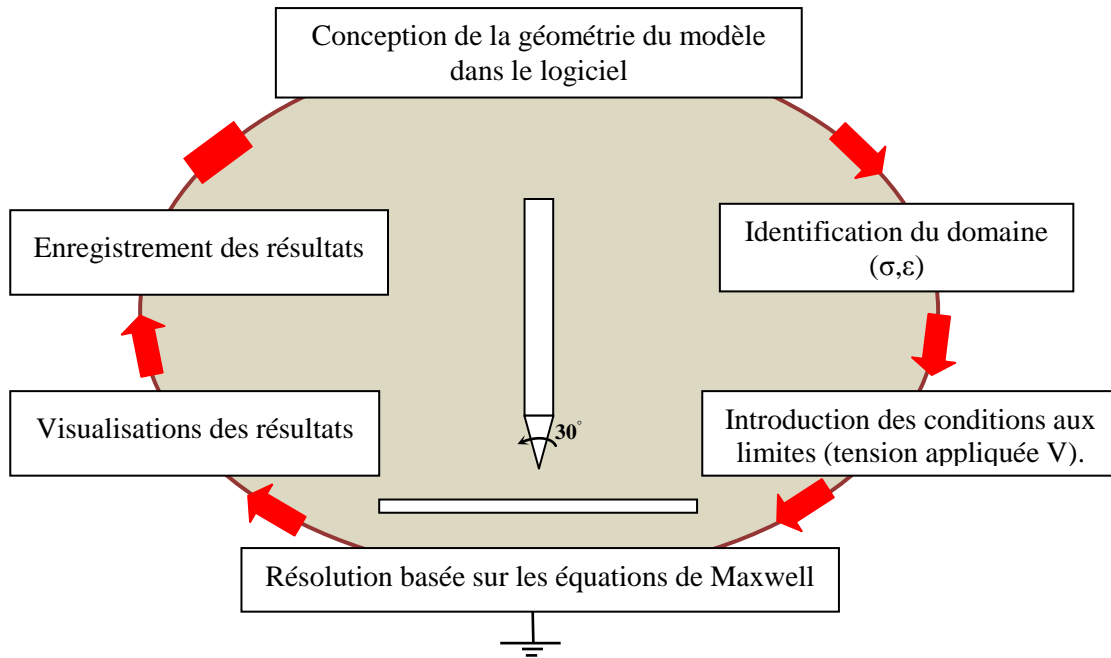 Conception de la géométrie du modèle
dans le logiciel
Identification du domaine
(σ,ε)
Introduction des conditions aux
limites (tension appliquée V).
Résolution basée sur les équations de Maxwell
Visualisations des résultats
Enregistrement des résultats
30°